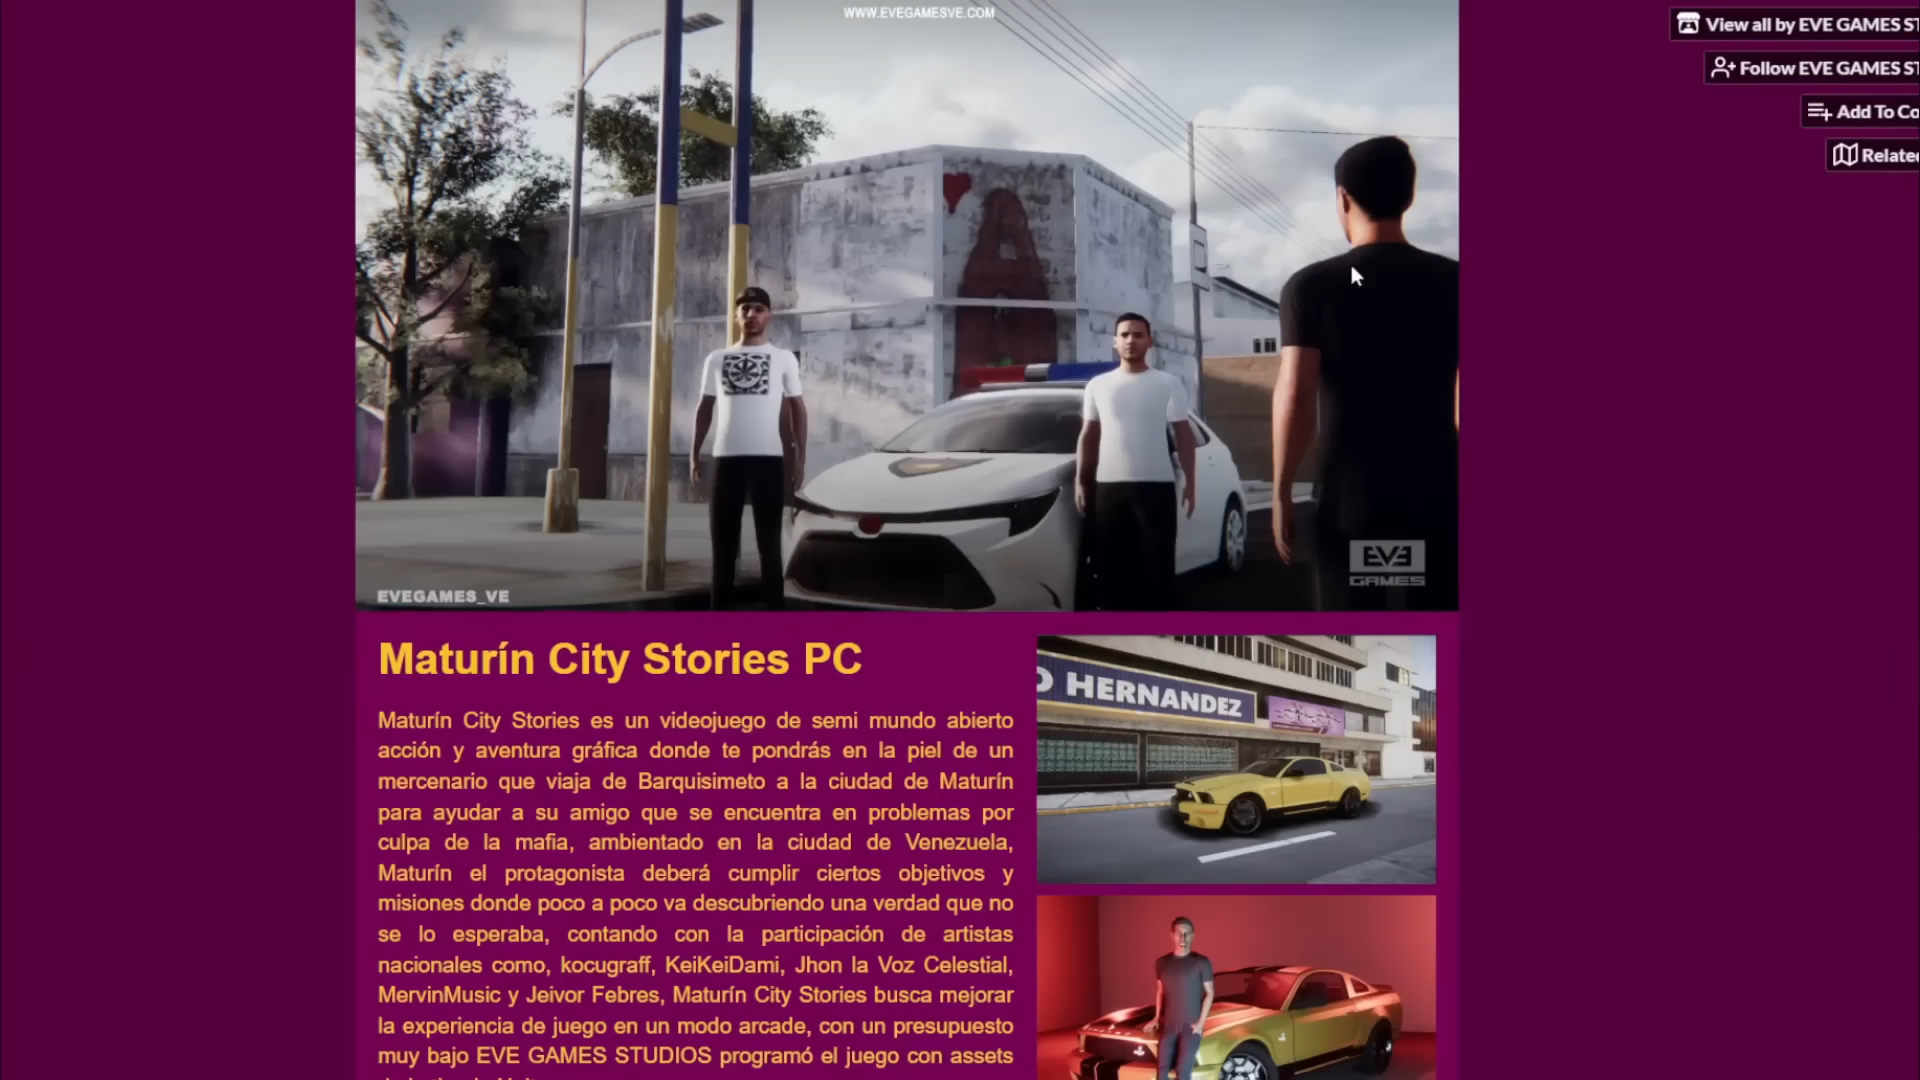 WWW.EVEGAMESVE.COM
View all by EVE GAMES ST
Follow EVE GAMES ST
Add To Co
Relate
EVE
GAMES
EVEGAMES_VE
Maturín City Stories PC
Maturín City Stories es un videojuego de semi mundo abierto
acción y aventura gráfica donde te pondrás en la piel de un
mercenario que viaja de Barquisimeto a la ciudad de Maturín
para ayudar a su amigo que se encuentra en problemas por
culpa de la mafia, ambientado en la ciudad de Venezuela,
Maturín el protagonista deberá cumplir ciertos objetivos y
misiones donde poco a poco va descubriendo una verdad que no
se lo esperaba, contando con la participación de artistas
nacionales como, kocugraff, KeiKeiDami, Jhon la Voz Celestial,
MervinMusic y Jeivor Febres, Maturín City Stories busca mejorar
la experiencia de juego en un modo arcade, con un presupuesto
muy bajo EVE GAMES STUDIOS programó el juego con assets
O HERNANDEZ